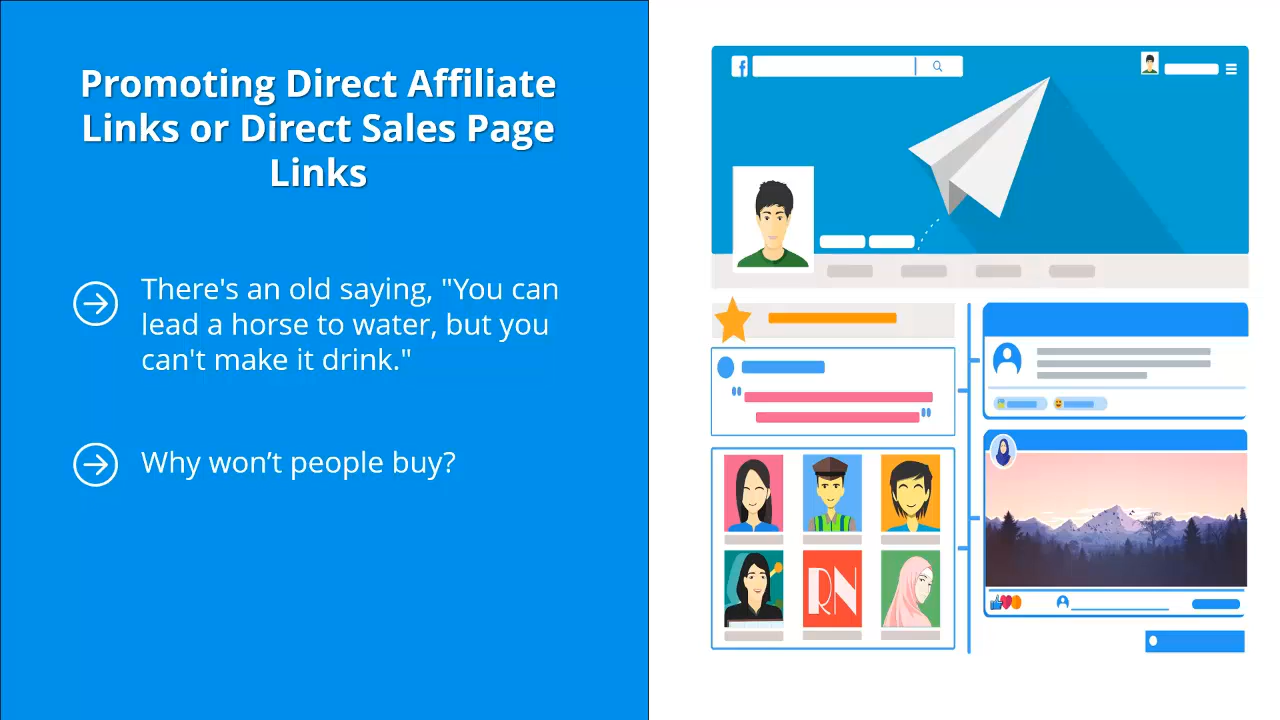 Promoting Direct Affiliate
Links or Direct Sales Page
Links
There's an old saying, "You can
lead a horse to water, but you
can't make it drink."
Why won’t people buy?
f
RN